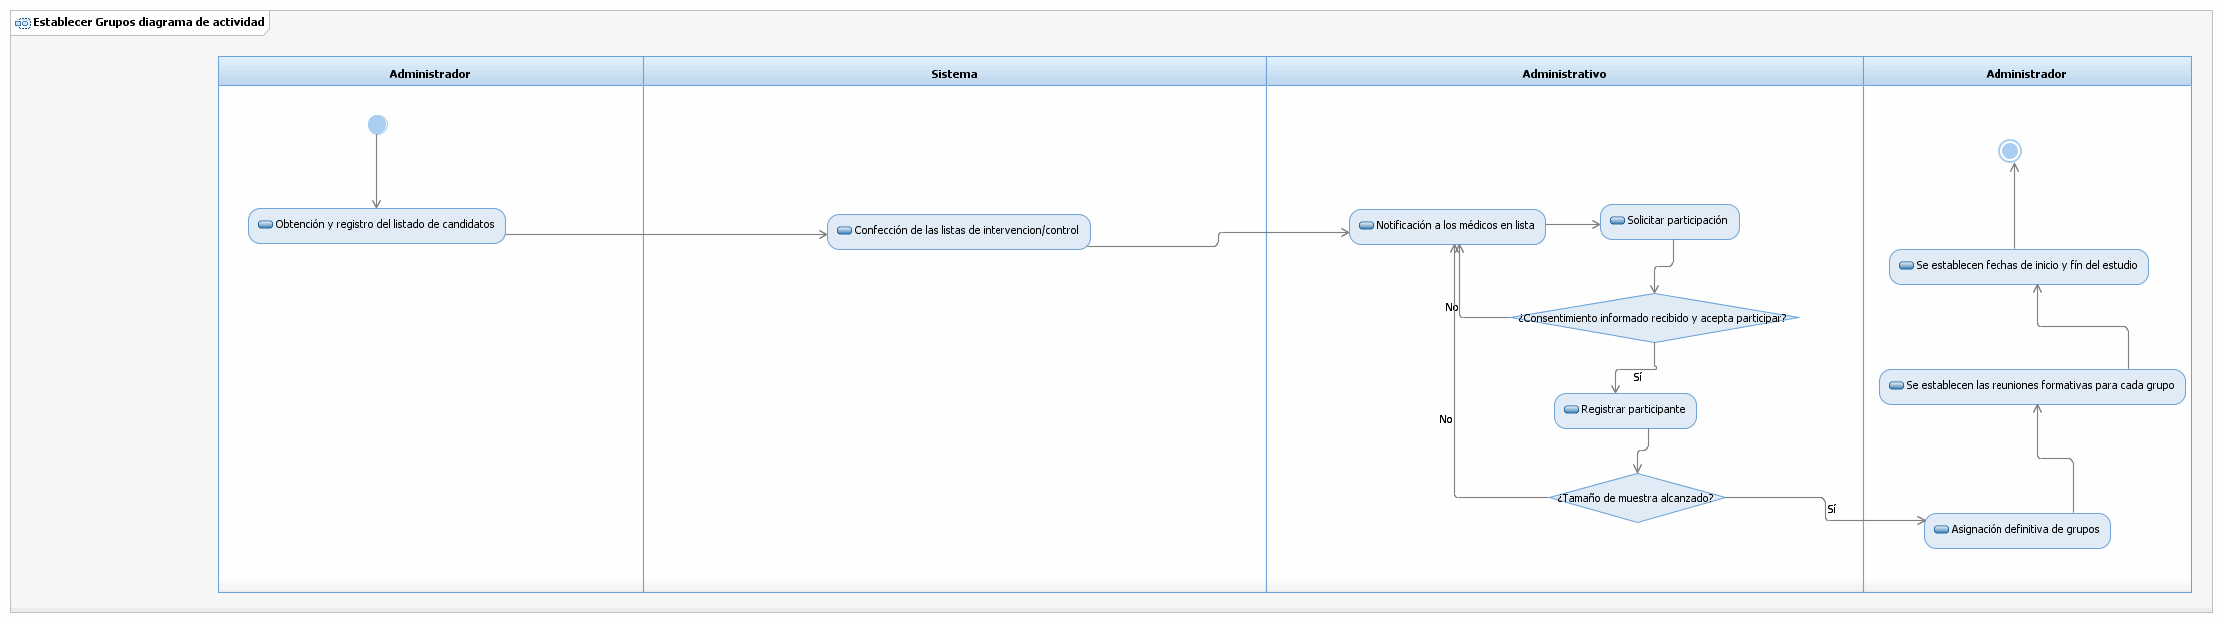 Establecer Grupos diagrama de actividad
Administrador
Sistema
Administrativo
Administrador
Obtención y registro del listado de candidatos
Confección de las listas de intervencion/control
Notificación a los médicos en lista
Solicitar participación
¿Consentimiento informado recibido y acepta participar?
No
Sí
Registrar participante
No
¿Tamaño de muestra alcanzado?
Sí
Asignación definitiva de grupos
Se establecen las reuniones formativas para cada grupo
Se establecen fechas de inicio y fín del estudio